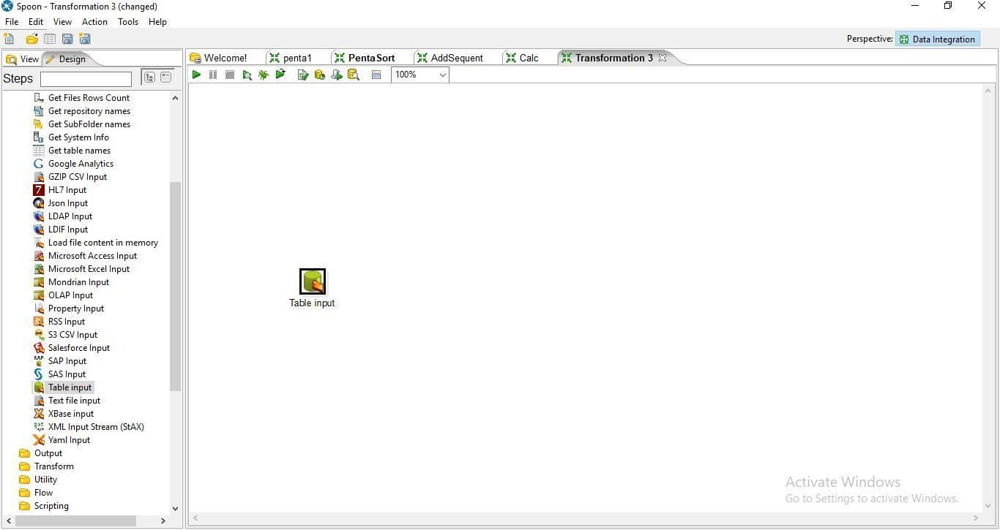 Spoon - Transformation 3 (changed)
File Edit View Action Tools Help
Perspective: Data Integration
View Design
Welcome! penta1 PentaSort AddSequent Calc Transformation 3
Steps
100%
Get Files Rows Count
Get repository names
Get SubFolder names
Get System Info
Get table names
Google Analytics
GZIP CSV Input
HL7 Input
Json Input
LDAP Input
LDIF Input
Load file content in memory
Microsoft Access Input
Microsoft Excel Input
Mondrian Input
OLAP Input
Property Input
RSS Input
S3 CSV Input
Salesforce Input
SAP Input
SAS Input
Table input
Text file input
XBase input
XML Input Stream (StAX)
Yaml Input
Output
Transform
Utility
Flow
Scripting
Table input
Activate Windows
Go to Settings to activate Windows.